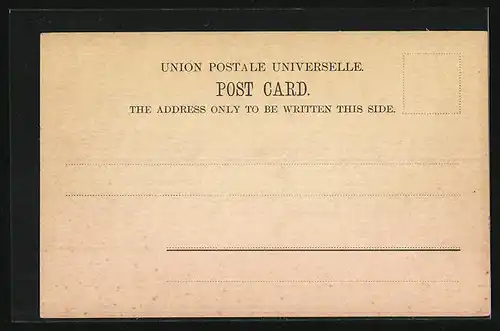 UNION POSTALE UNIVERSELLE.
POST CARD.
THE ADDRESS ONLY TO BE WRITTEN THIS SIDE.